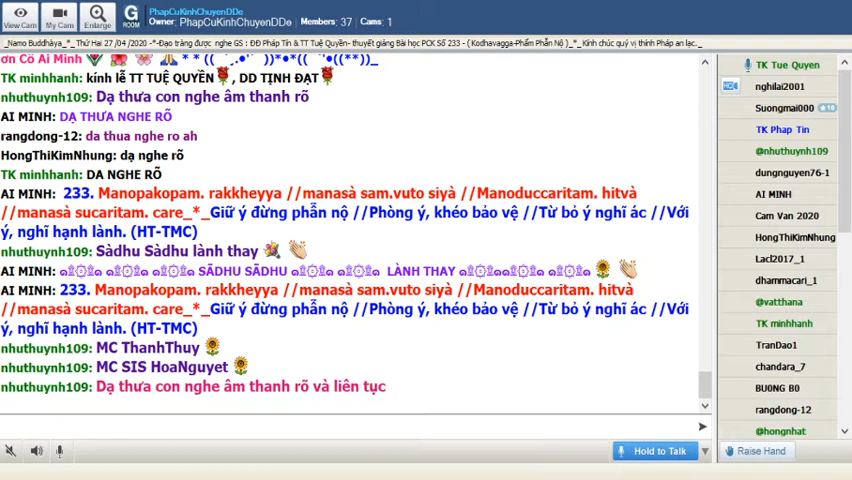 View Cam
My Cam
Enlarge
G
ROOM
PhapCuKinhChuyenDDe
Owner: PhapCuKinhChuyenDDe Members: 37 Cams: 1
_Namo Buddhàya_*_ Thứ Hai 27 /04 /2020 -*-Đạo tràng được nghe GS : ĐĐ Pháp Tín & TT Tuệ Quyền- thuyết giảng Bài học PCK Số 233 - ( Kodhavagga-Phẩm Phẫn Nộ )_*_ Kính chúc quý vị thính Pháp an lạc._
ơn Cô Ai Minh
TK minhhanh: kính lễ TT TUỆ QUYỀN , DD TỊNH ĐẠT
nhuthuynh109: Dạ thưa con nghe âm thanh rõ
AI MINH: DẠ THƯA NGHE RÕ
rangdong-12: da thua nghe ro ah
HongThiKimNhung: dạ nghe rõ
TK minhhanh: DA NGHE RÕ
AI MINH: 233. Manopakopam. rakkheyya //manasà sam.vuto siyà //Manoduccaritam. hitvà
//manasà sucaritam. care_*_Giữ ý đừng phẫn nộ //Phòng ý, khéo bảo vệ //Từ bỏ ý nghĩ ác //Với
ý, nghĩ hạnh lành. (HT-TMC)
nhuthuynh109: Sàdhu Sàdhu lành thay
AI MINH: SÃDHU SÃDHU LÀNH THAY
AI MINH: 233. Manopakopam. rakkheyya //manasà sam.vuto siyà //Manoduccaritam. hitvà
//manasà sucaritam. care_*_Giữ ý đừng phẫn nộ //Phòng ý, khéo bảo vệ //Từ bỏ ý nghĩ ác //Với
ý, nghĩ hạnh lành. (HT-TMC)
nhuthuynh109: MC ThanhThuy
nhuthuynh109: MC SIS HoaNguyet
nhuthuynh109: Dạ thưa con nghe âm thanh rõ và liên tục
Hold to Talk
TK Tue Quyen
HD
nghilai2001
Suongmai000
TK Phap Tin
@nhuthuynh109
dungnguyen76-1
AI MINH
Cam Van 2020
HongThiKimNhung
Lacl2017_1
dhammacari_1
@vatthana
TK minhhanh
TranDao1
chandara_7
BU0NG B0
rangdong-12
@hongnhat
Raise Hand